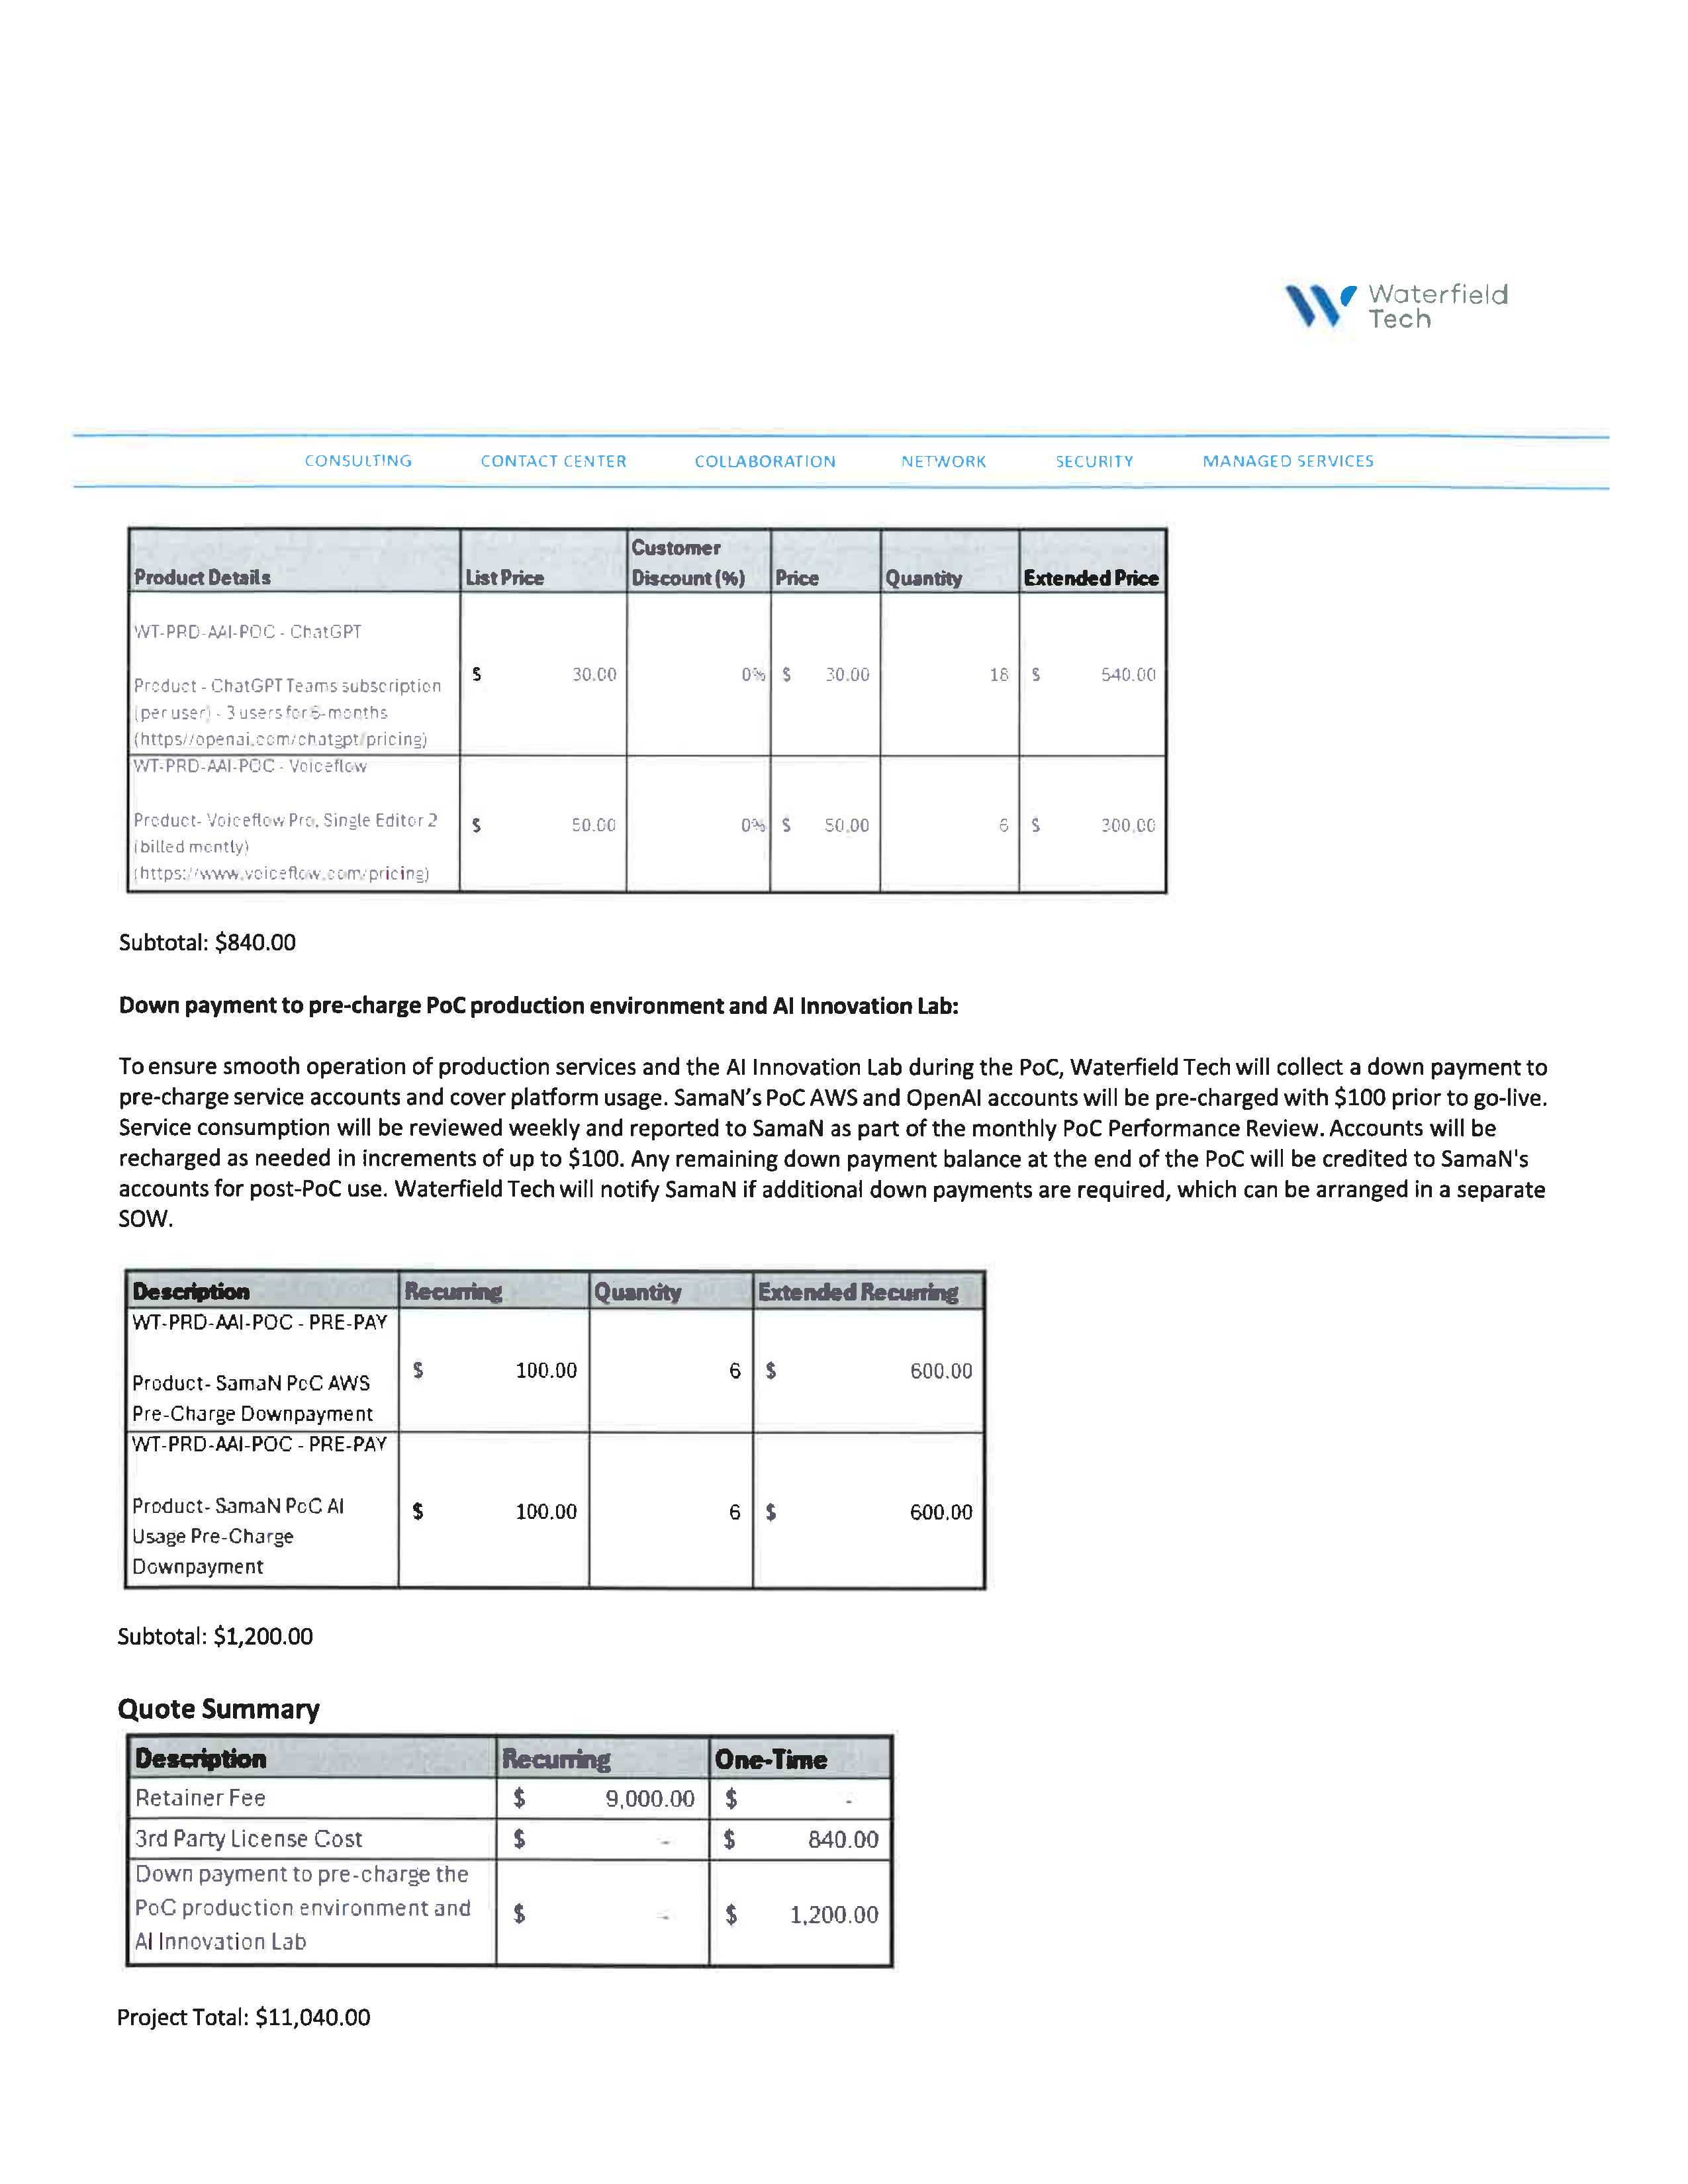 Waterfield
Tech
CONSULTING CONTACT CENTER COLLABORATION NETWORK SECURITY MANAGED SERVICES
Product Details List Price Customer Discount (%) Price Quantity Extended Price
WT-PRD-AAI-POC - ChatGPT
Product - ChatGPT Teams subscription
(per user) - 3 users for 6-months
(https//openai.com/chatgpt/pricing)
$ 30.00 0% $ 30.00 18 $ 540.00
WT-PRD-AAI-POC - Voiceflow
Product- Voiceflow Pro, Single Editor 2
(billed montly)
(https://www.voiceflow.com/pricing)
$ 50.00 0% $ 50.00 6 $ 300.00
Subtotal: $840.00
Down payment to pre-charge PoC production environment and AI Innovation Lab:
To ensure smooth operation of production services and the AI Innovation Lab during the PoC, Waterfield Tech will collect a down payment to
pre-charge service accounts and cover platform usage. SamaN's PoC AWS and OpenAI accounts will be pre-charged with $100 prior to go-live.
Service consumption will be reviewed weekly and reported to SamaN as part of the monthly PoC Performance Review. Accounts will be
recharged as needed in increments of up to $100. Any remaining down payment balance at the end of the PoC will be credited to SamaN's
accounts for post-PoC use. Waterfield Tech will notify SamaN if additional down payments are required, which can be arranged in a separate
SOW.
Description Recurring Quantity Extended Recurring
WT-PRD-AAI-POC - PRE-PAY
Product- SamaN PoC AWS
Pre-Charge Downpayment
$ 100.00 6 $ 600.00
WT-PRD-AAI-POC - PRE-PAY
Product- SamaN PoC AI
Usage Pre-Charge
Downpayment
$ 100.00 6 $ 600.00
Subtotal: $1,200.00
Quote Summary
Description Recurring One-Time
Retainer Fee $ 9,000.00 $ -
3rd Party License Cost $ - $ 840.00
Down payment to pre-charge the
PoC production environment and
AI Innovation Lab
$ - $ 1,200.00
Project Total: $11,040.00